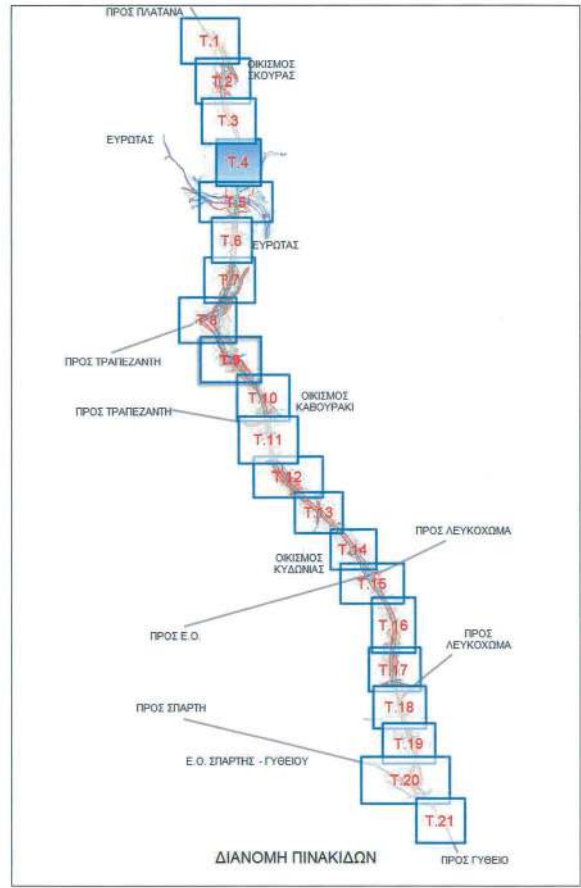 ΠΡΟΣ ΠΛΑΤΑΝΑ
Τ.1
ΟΙΚΙΣΜΟΣ
ΣΚΟΥΡΑΣ
Τ.2
Τ.3
ΕΥΡΩΤΑΣ
Τ.4
Τ.5
Τ.6
ΕΥΡΩΤΑΣ
Τ.7
Τ.8
ΠΡΟΣ ΤΡΑΠΕΖΑΝΤΗ
Τ.9
Τ.10
ΟΙΚΙΣΜΟΣ
ΚΑΒΟΥΡΑΚΙ
ΠΡΟΣ ΤΡΑΠΕΖΑΝΤΗ
Τ.11
Τ.12
Τ.13
ΠΡΟΣ ΛΕΥΚΟΧΩΜΑ
Τ.14
ΟΙΚΙΣΜΟΣ
ΚΥΔΩΝΙΑΣ
Τ.15
Τ.16
ΠΡΟΣ Ε.Ο.
ΠΡΟΣ
ΛΕΥΚΟΧΩΜΑ
Τ.17
Τ.18
ΠΡΟΣ ΣΠΑΡΤΗ
Τ.19
Ε.Ο. ΣΠΑΡΤΗΣ - ΓΥΘΕΙΟΥ
Τ.20
Τ.21
ΔΙΑΝΟΜΗ ΠΙΝΑΚΙΔΩΝ
ΠΡΟΣ ΓΥΘΕΙΟ